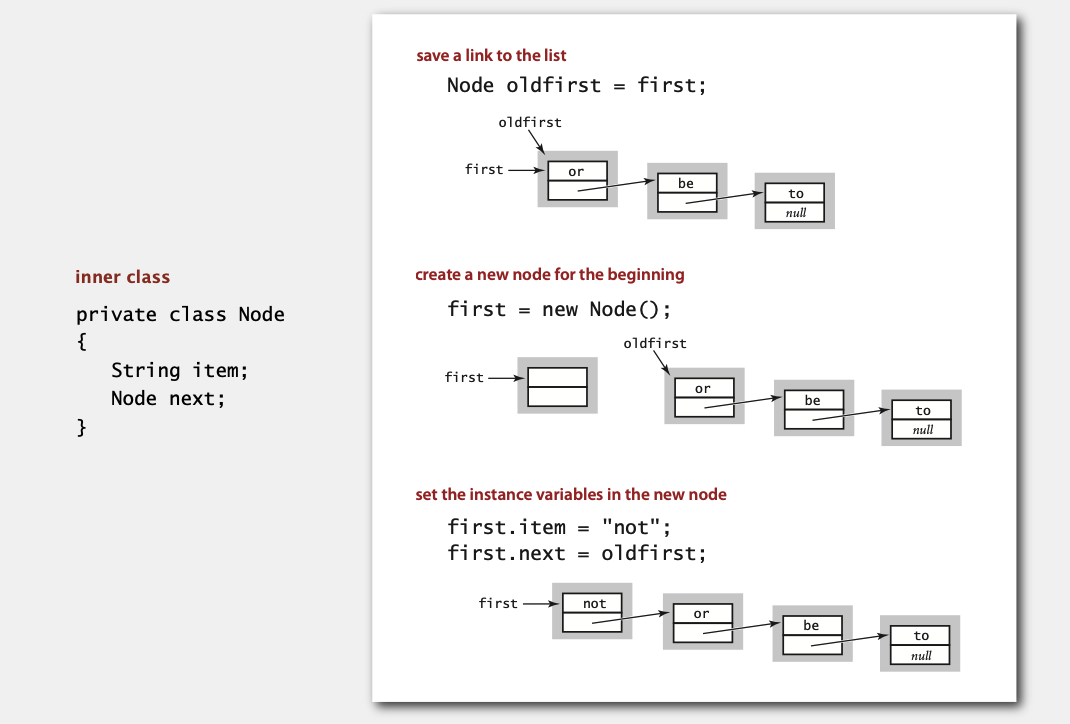 inner class
private class Node
{
String item;
Node next;
}
save a link to the list
Node oldfirst = first;
oldfirst
first
or
be
to
null
create a new node for the beginning
first = new Node();
oldfirst
first
or
be
to
null
set the instance variables in the new node
first.item = "not";
first.next = oldfirst;
first
not
or
be
to
null